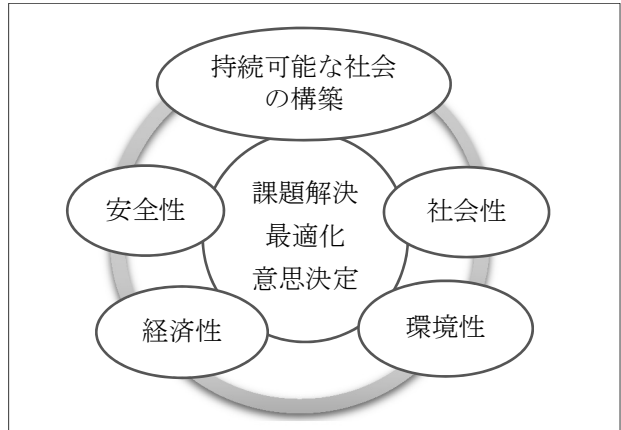 持続可能な社会
の構築
安全性
課題解決
最適化
意思決定
社会性
経済性
環境性